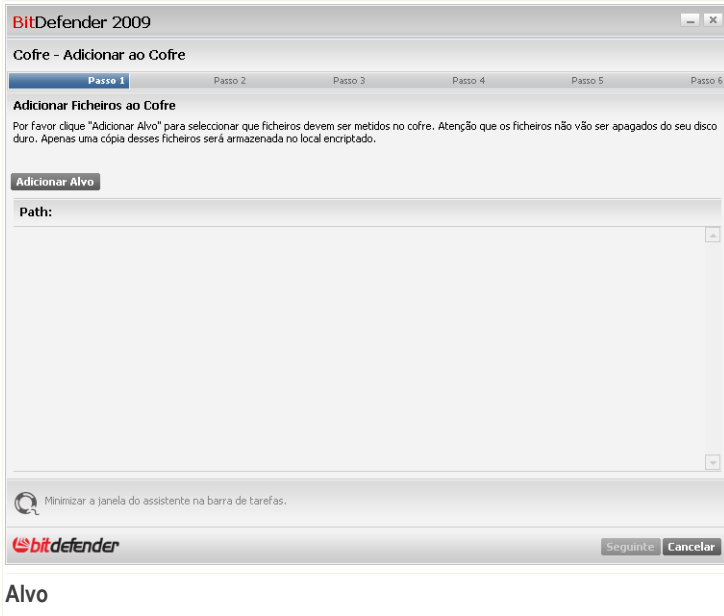 BitDefender 2009
Cofre - Adicionar ao Cofre
Passo 1 Passo 2 Passo 3 Passo 4 Passo 5 Passo 6
Adicionar Ficheiros ao Cofre
Por favor clique "Adicionar Alvo" para seleccionar que ficheiros devem ser metidos no cofre. Atenção que os ficheiros não vão ser apagados do seu disco
duro. Apenas uma cópia desses ficheiros será armazenada no local encriptado.
Adicionar Alvo
Path:
Minimizar a janela do assistente na barra de tarefas.
bitdefender
Seguinte Cancelar
Alvo